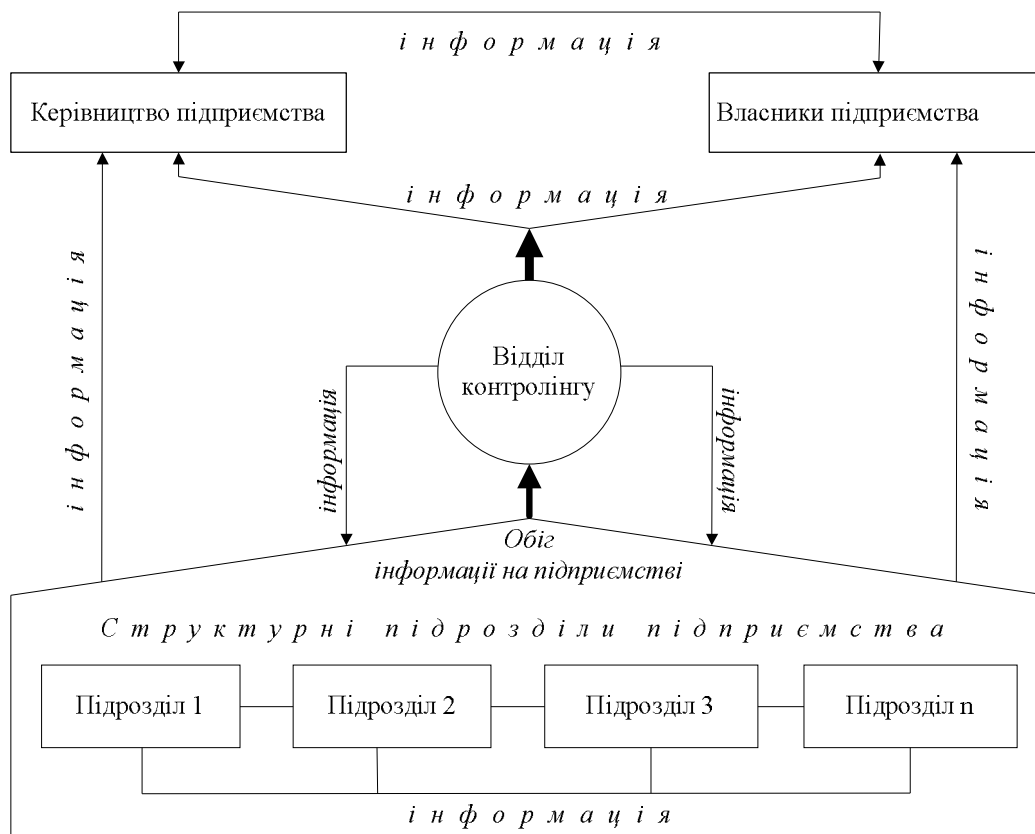 інформація
Керівництво підприємства
Власники підприємства
інформація
інформація
інформація
Відділ
контролінгу
інформація
інформація
Обіг
інформації на підприємстві
Структурні підрозділи підприємства
Підрозділ 1
Підрозділ 2
Підрозділ 3
Підрозділ n
інформація